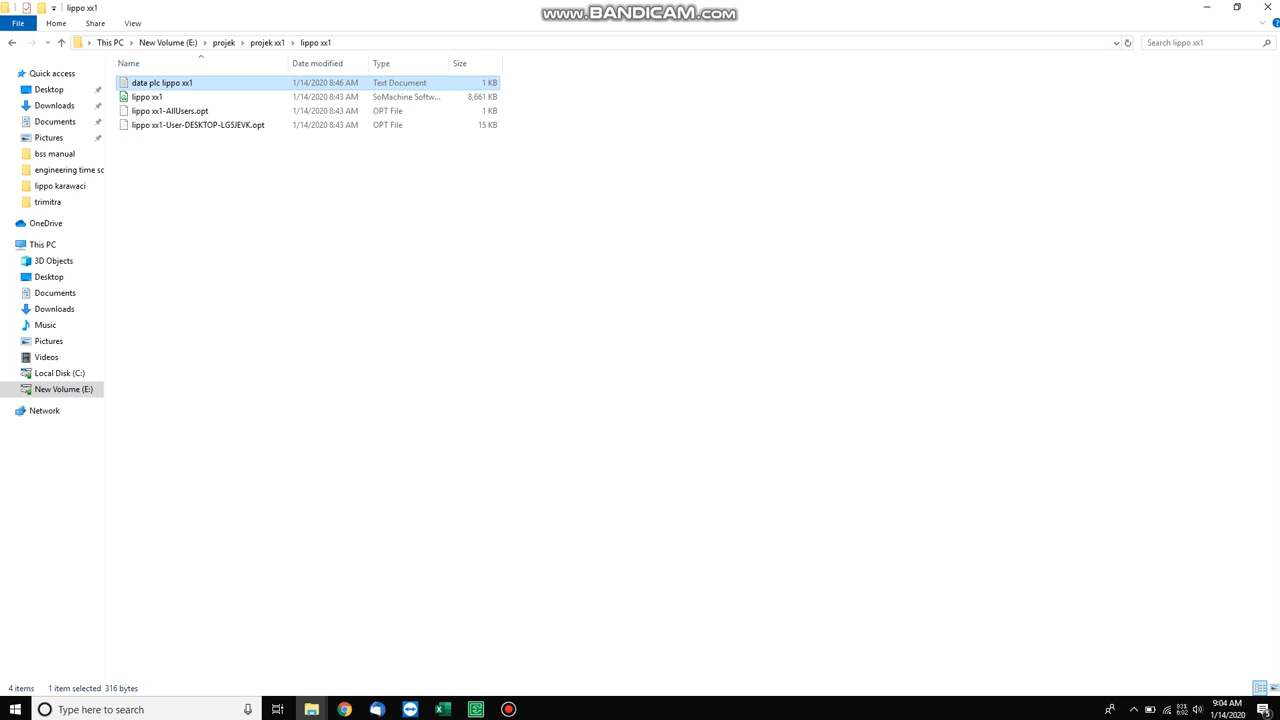 lippo xx1
www.BANDICAM.com
File Home Share View
This PC New Volume (E:) projek projek xx1 lippo xx1
Search lippo xx1
Name Date modified Type Size
data plc lippo xx1 1/14/2020 8:46 AM Text Document 1 KB
lippo xx1 1/14/2020 8:43 AM SoMachine Softw... 8,661 KB
lippo xx1-AllUsers.opt 1/14/2020 8:43 AM OPT File 1 KB
lippo xx1-User-DESKTOP-LG5JEVK.opt 1/14/2020 8:43 AM OPT File 15 KB
Quick access
Desktop
Downloads
Documents
Pictures
bss manual
engineering time sc
lippo karawaci
trimitra
OneDrive
This PC
3D Objects
Desktop
Documents
Downloads
Music
Pictures
Videos
Local Disk (C:)
New Volume (E:)
Network
4 items 1 item selected 316 bytes
Type here to search
83%
6:02
9:04 AM
1/14/2020